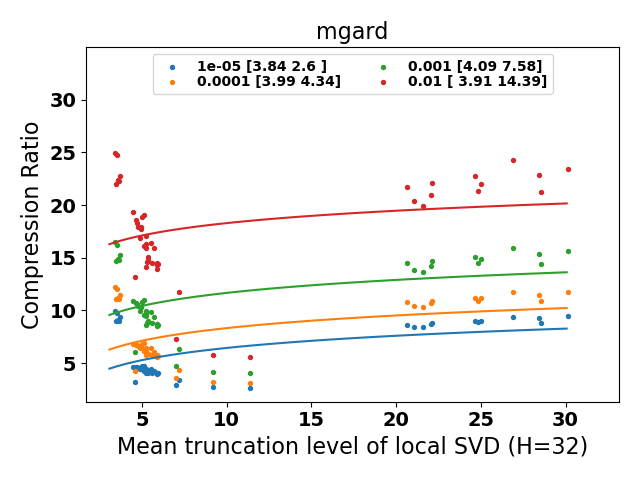 mgard
1e-05 [3.84 2.6 ]
0.0001 [3.99 4.34]
0.001 [4.09 7.58]
0.01 [ 3.91 14.39]
Compression Ratio
30
25
20
15
10
5
5 10 15 20 25 30
Mean truncation level of local SVD (H=32)